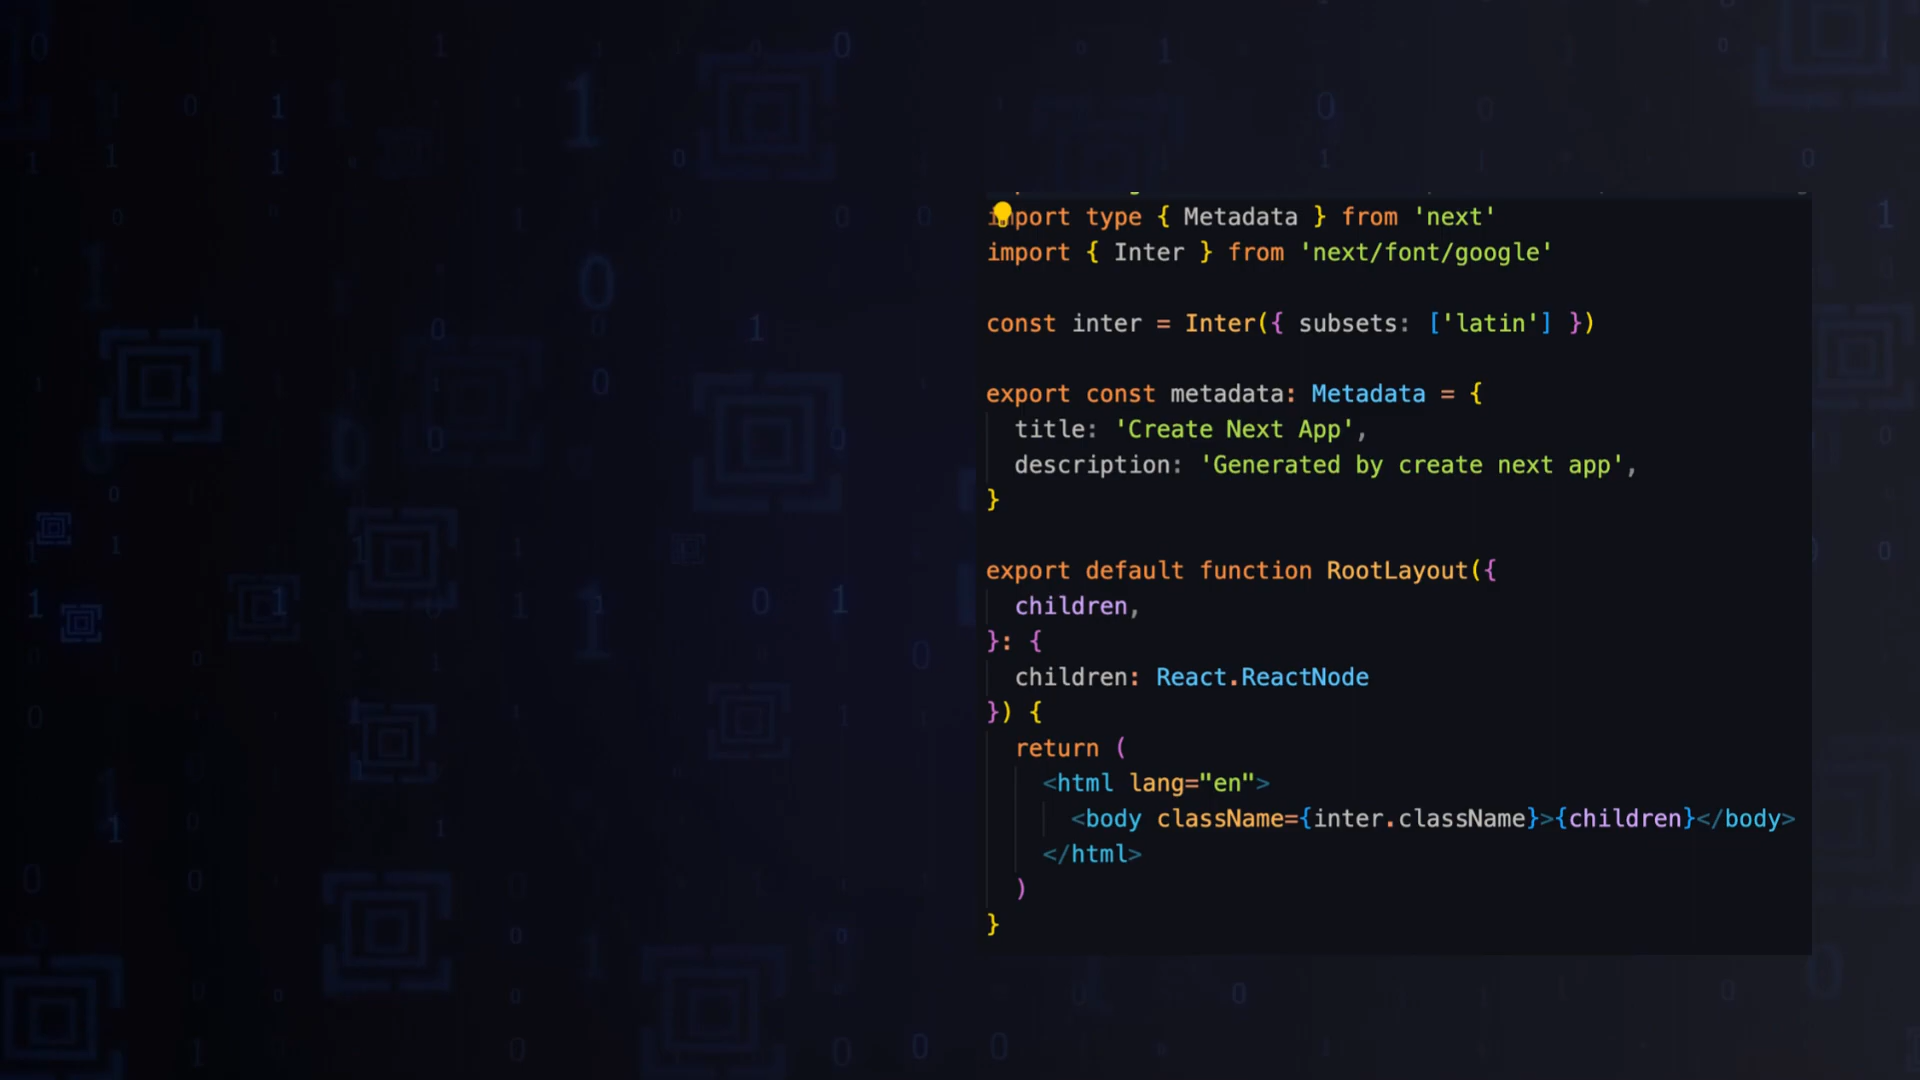 import type { Metadata } from 'next'
import { Inter } from 'next/font/google'
const inter = Inter({ subsets: ['latin'] })
export const metadata: Metadata = {
title: 'Create Next App',
description: 'Generated by create next app',
}
export default function RootLayout({
children,
}: {
children: React.ReactNode
}) {
return (
<html lang="en">
<body className={inter.className}>{children}</body>
</html>
)
}